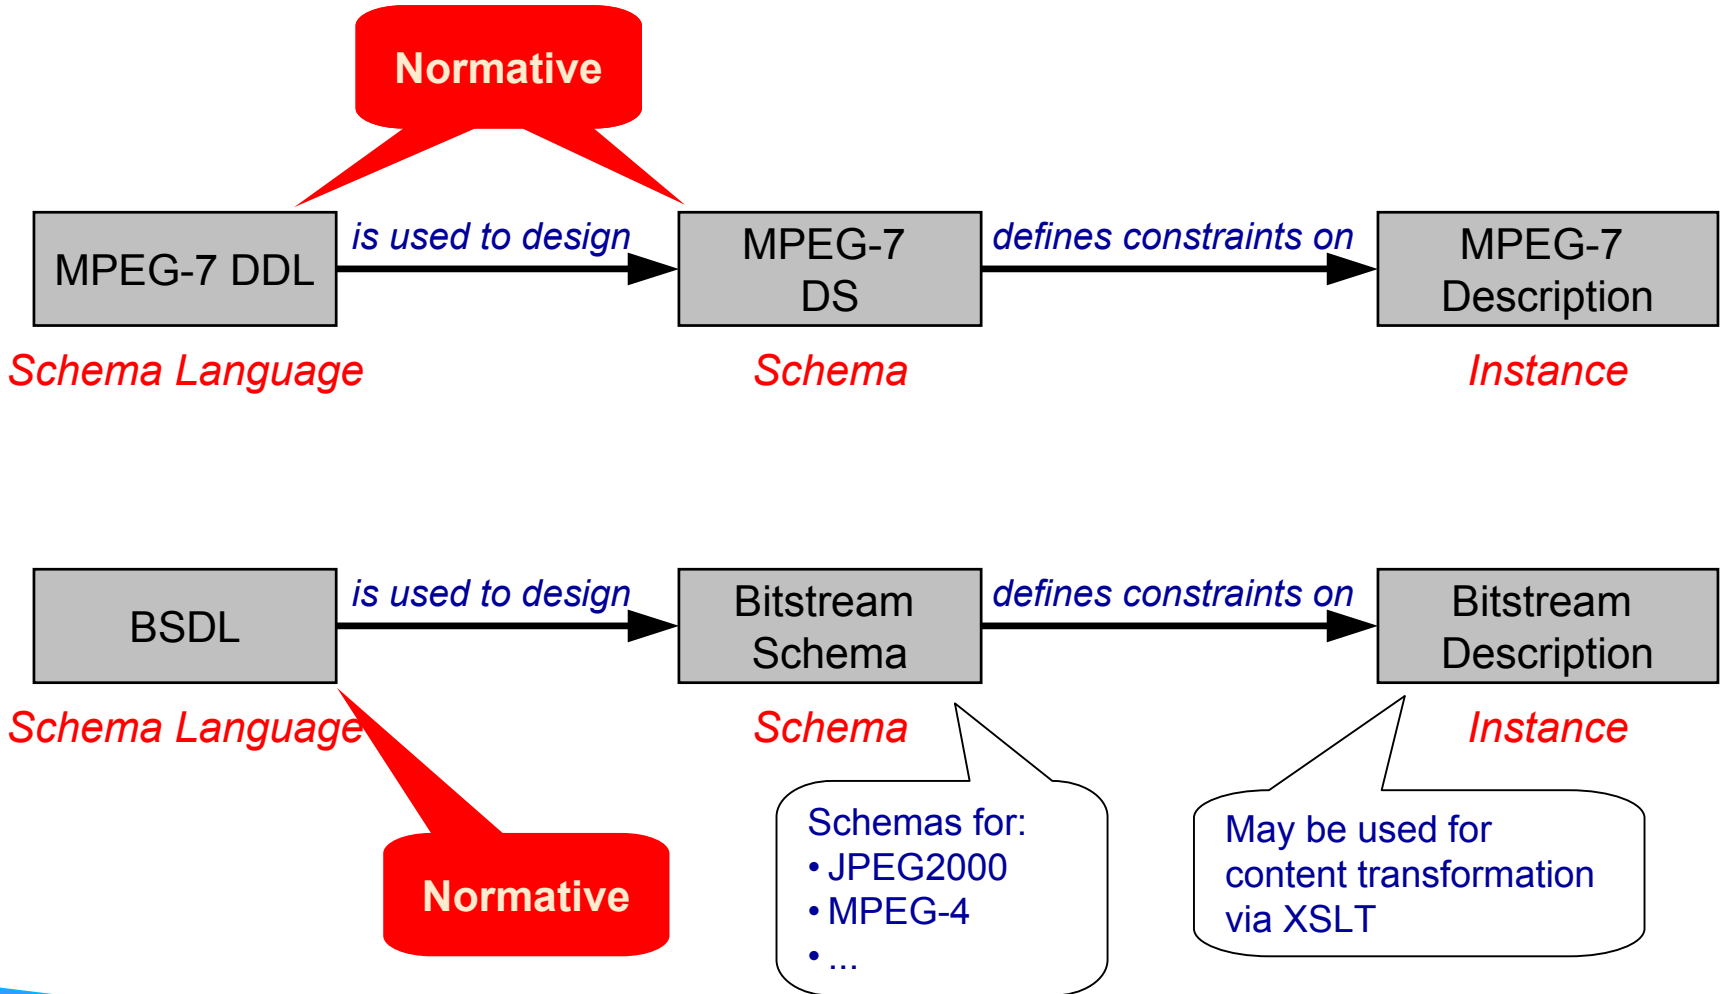 Normative
MPEG-7 DDL
is used to design
MPEG-7
DS
defines constraints on
MPEG-7
Description
Schema Language
Schema
Instance
BSDL
is used to design
Bitstream
Schema
defines constraints on
Bitstream
Description
Schema Language
Schema
Instance
Normative
Schemas for:
• JPEG2000
• MPEG-4
• ...
May be used for
content transformation
via XSLT